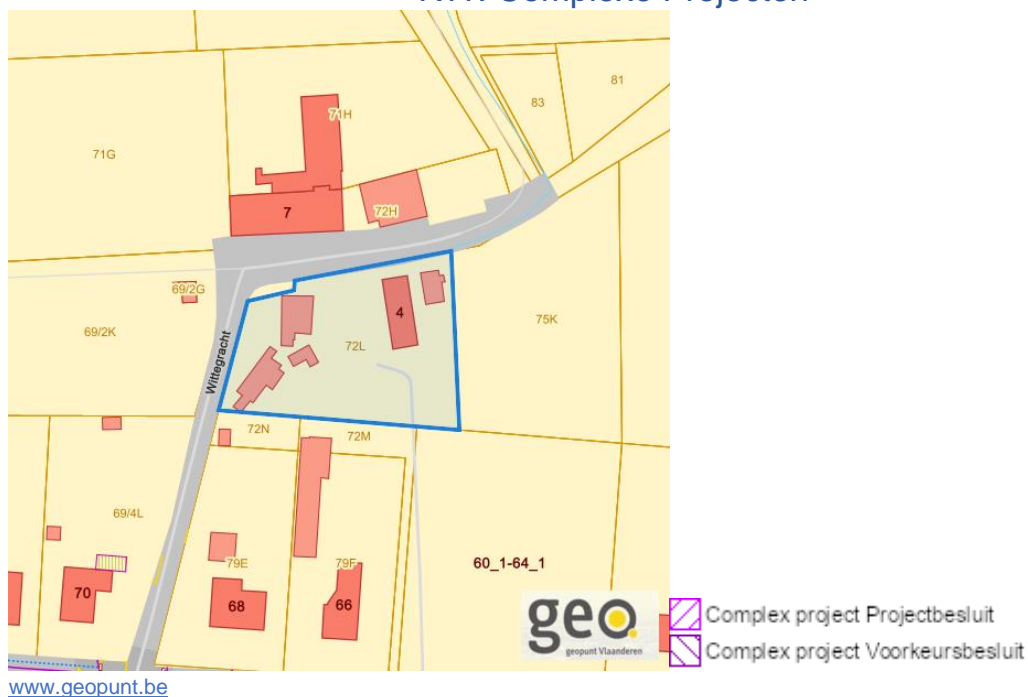 81
83
71H
71G
7
72H
69/2G
4
75K
69/2K
Wittegracht
72L
72N
72M
69/4L
79E
79F
60_1-64_1
70
68
66
geo
geopunt Vlaanderen
Complex project Projectbesluit
Complex project Voorkeursbesluit
www.geopunt.be